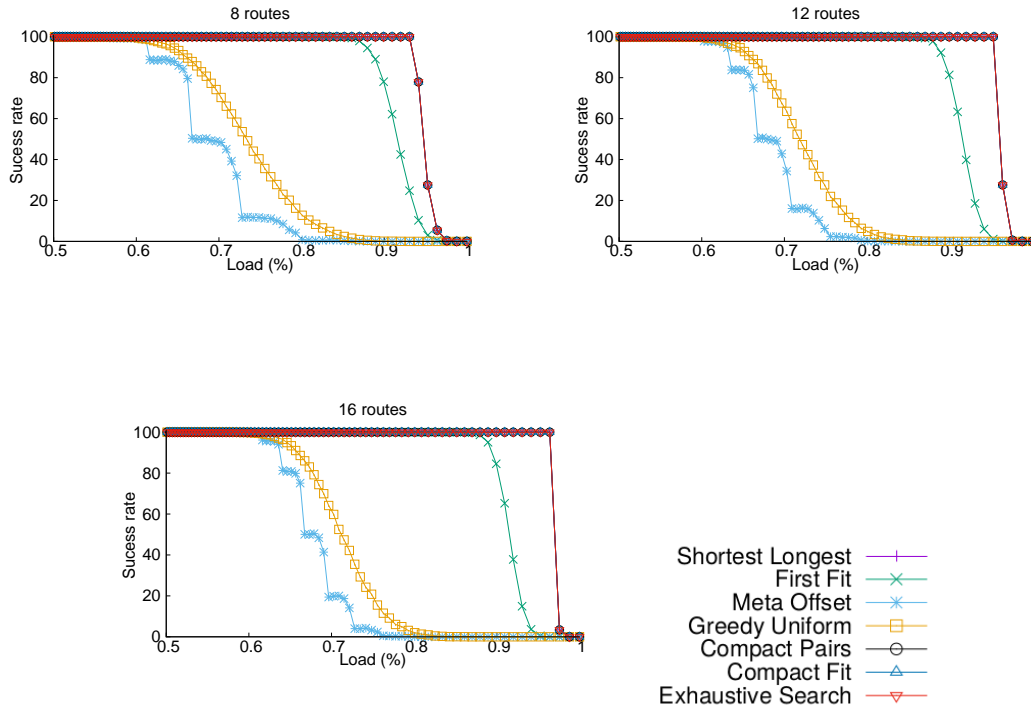 8 routes
100
80
60
40
20
0
Sucess rate
0.5 0.6 0.7 0.8 0.9 1
Load (%)
12 routes
100
80
60
40
20
0
Sucess rate
0.5 0.6 0.7 0.8 0.9
Load (%)
16 routes
100
80
60
40
20
0
Sucess rate
0.5 0.6 0.7 0.8 0.9 1
Load (%)
Shortest Longest
First Fit
Meta Offset
Greedy Uniform
Compact Pairs
Compact Fit
Exhaustive Search